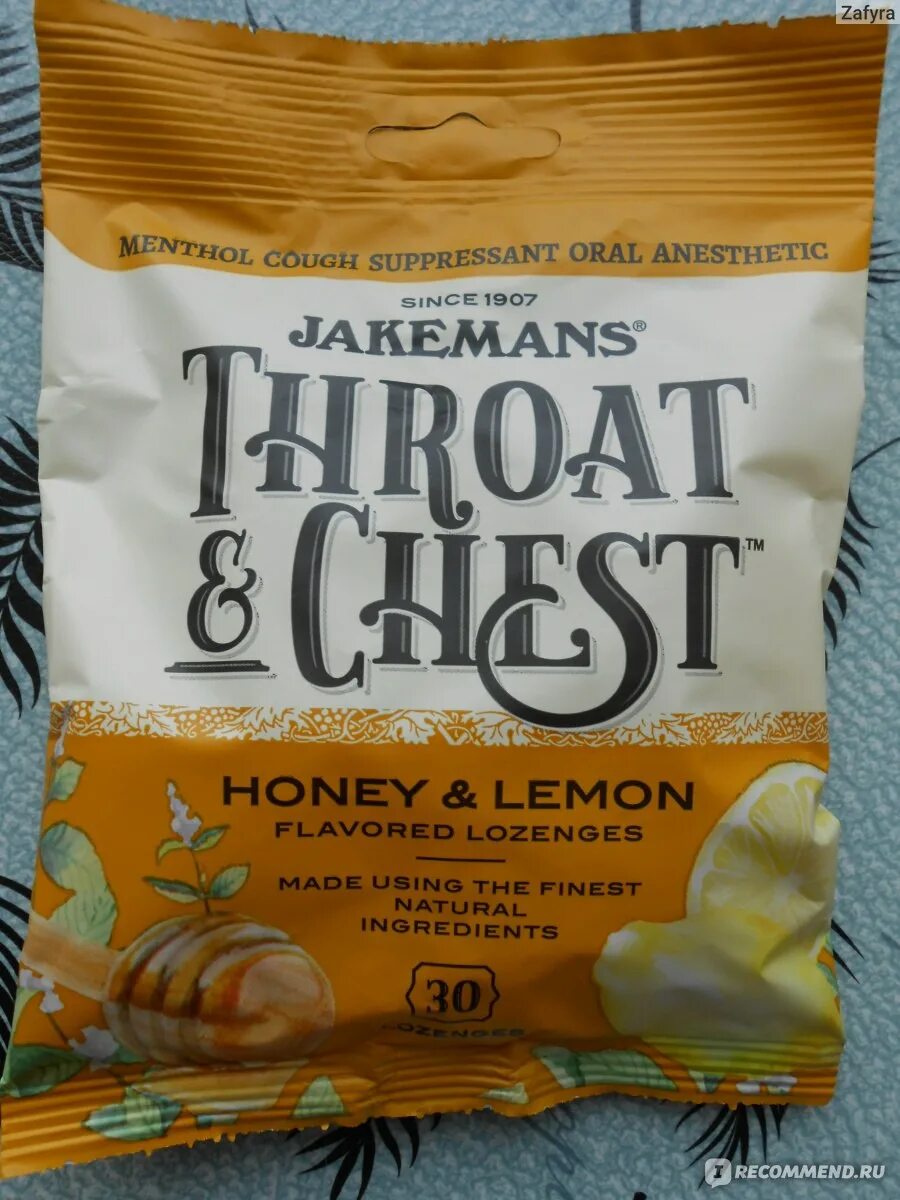 Zafyra
MENTHOL COUGH SUPPRESSANT ORAL ANESTHETIC
SINCE 1907
JAKEMANS®
THROAT
& CHEST™
HONEY & LEMON
FLAVORED LOZENGES
MADE USING THE FINEST
NATURAL
INGREDIENTS
30
LOZENGES
IRECOMMEND.RU